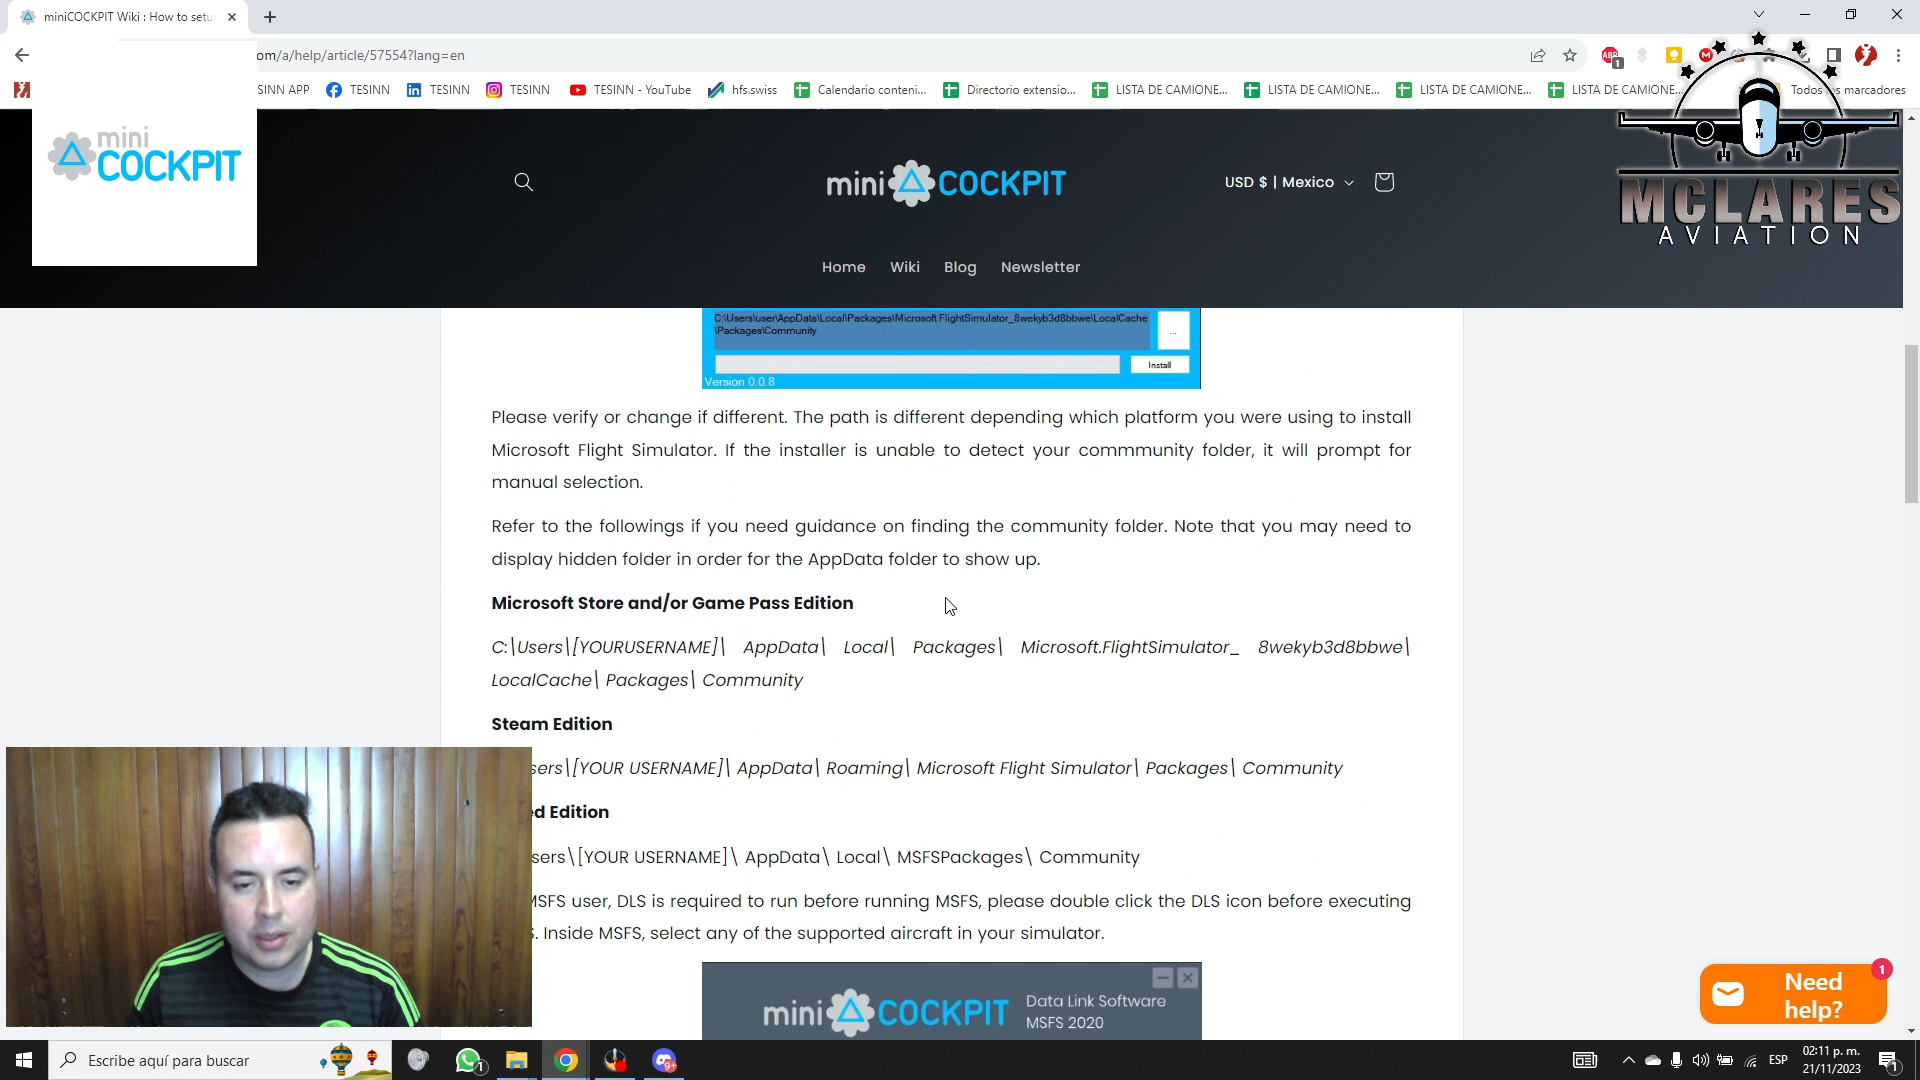 miniCOCKPIT Wiki : How to setu
om/a/help/article/57554?lang=en
SINN APP
TESINN
TESINN
TESINN
TESINN - YouTube
hfs.swiss
Calendario conteni...
Directorio extensio...
LISTA DE CAMIONE...
LISTA DE CAMIONE...
LISTA DE CAMIONE...
LISTA DE CAMIONE...
Todos os marcadores
mini
COCKPIT
mini COCKPIT
USD $ | Mexico
MCLARES
AVIATION
Home Wiki Blog Newsletter
C:\Users\user\AppData\Local\Packages\Microsoft.FlightSimulator_8wekyb3d8bbwe\LocalCache
\Packages\Community
...
Install
Version 0.0.8
Please verify or change if different. The path is different depending which platform you were using to install
Microsoft Flight Simulator. If the installer is unable to detect your commmunity folder, it will prompt for
manual selection.
Refer to the followings if you need guidance on finding the community folder. Note that you may need to
display hidden folder in order for the AppData folder to show up.
Microsoft Store and/or Game Pass Edition
C:\Users\[YOURUSERNAME]\ AppData\ Local\ Packages\ Microsoft.FlightSimulator_ 8wekyb3d8bbwe\
LocalCache\ Packages\ Community
Steam Edition
sers\[YOUR USERNAME]\ AppData\ Roaming\ Microsoft Flight Simulator\ Packages\ Community
d Edition
sers\[YOUR USERNAME]\ AppData\ Local\ MSFSPackages\ Community
MSFS user, DLS is required to run before running MSFS, please double click the DLS icon before executing
S. Inside MSFS, select any of the supported aircraft in your simulator.
mini COCKPIT
Data Link Software
MSFS 2020
Need
help?
1
Escribe aquí para buscar
ESP
02:11 p. m.
21/11/2023